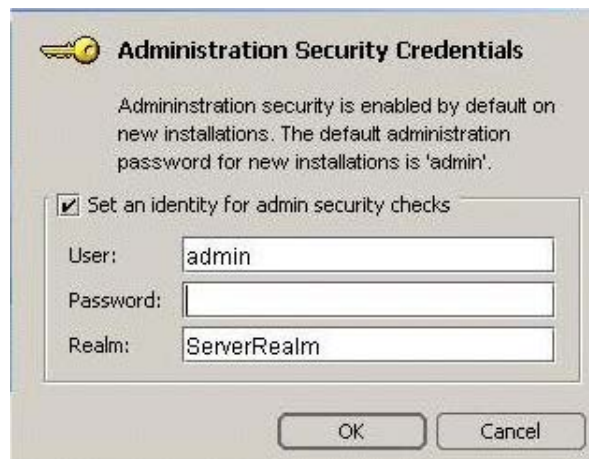 Administration Security Credentials
Admininstration security is enabled by default on
new installations. The default administration
password for new installations is 'admin'.
Set an identity for admin security checks
User: admin
Password:
Realm: ServerRealm
OK Cancel